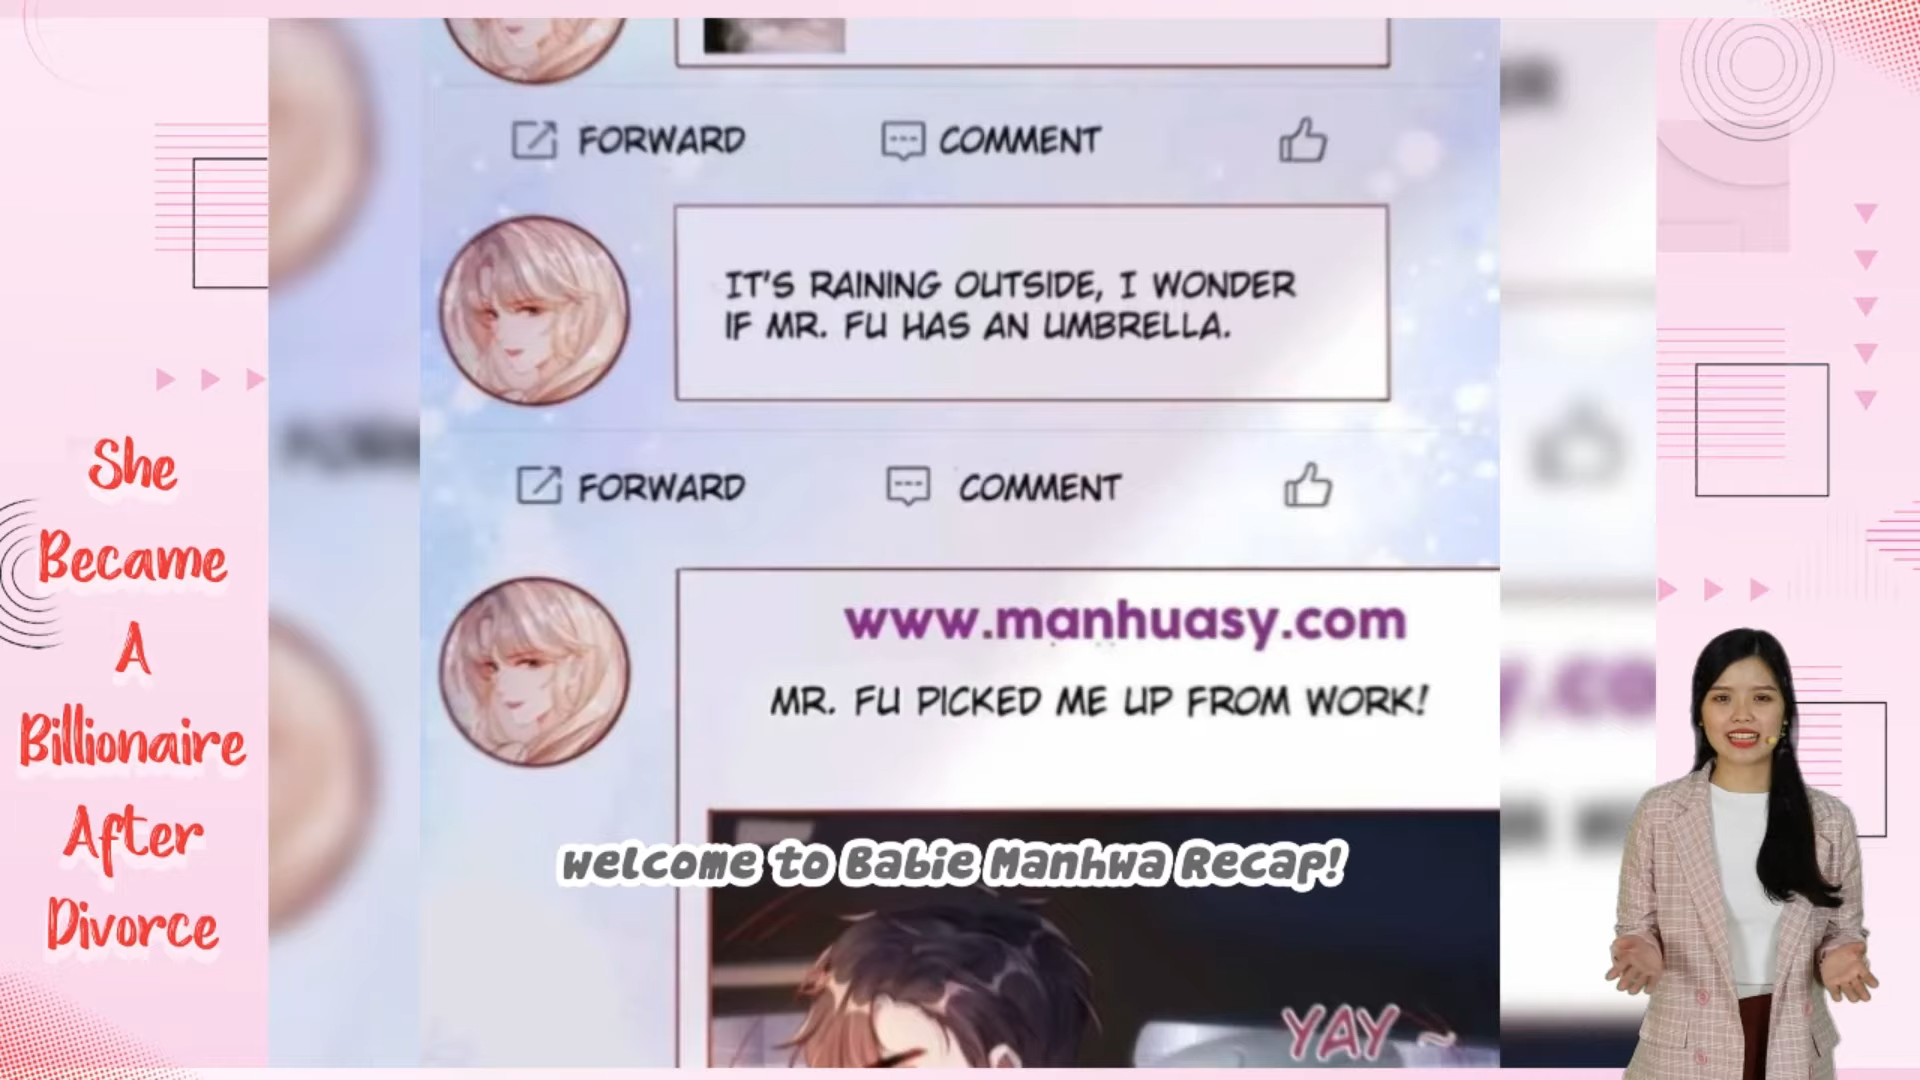 FORWARD COMMENT
IT'S RAINING OUTSIDE, I WONDER
IF MR. FU HAS AN UMBRELLA.
FORWARD COMMENT
www.manhuasy.com
MR. FU PICKED ME UP FROM WORK!
welcome to Babie Manhwa Recap!
YAY ~
She
Became
A
Billionaire
After
Divorce